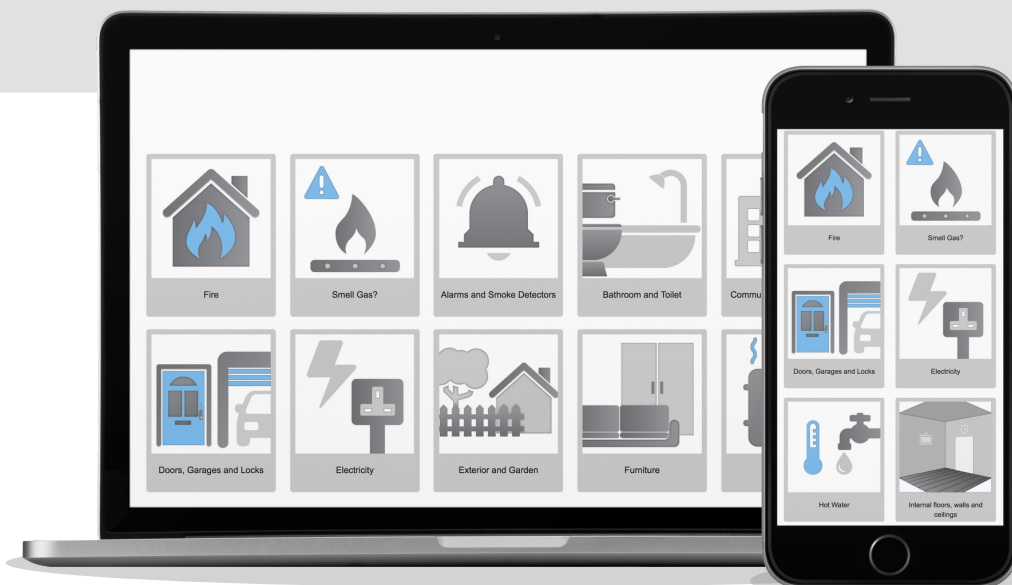 Fire
Smell Gas?
Alarms and Smoke Detectors
Bathroom and Toilet
Doors, Garages and Locks
Electricity
Exterior and Garden
Furniture
Fire
Smell Gas?
Doors, Garages and Locks
Electricity
Hot Water
Internal floors, walls and
ceilings